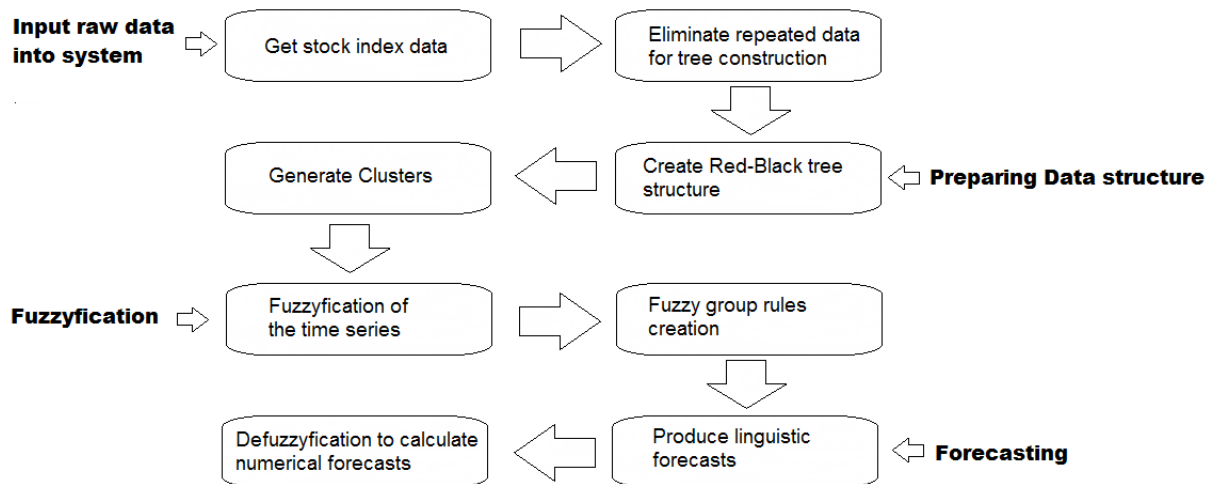 Input raw data
into system
Get stock index data
Eliminate repeated data
for tree construction
Generate Clusters
Create Red-Black tree
structure
Preparing Data structure
Fuzzyfication
Fuzzyfication of
the time series
Fuzzy group rules
creation
Defuzzyfication to calculate
numerical forecasts
Produce linguistic
forecasts
Forecasting